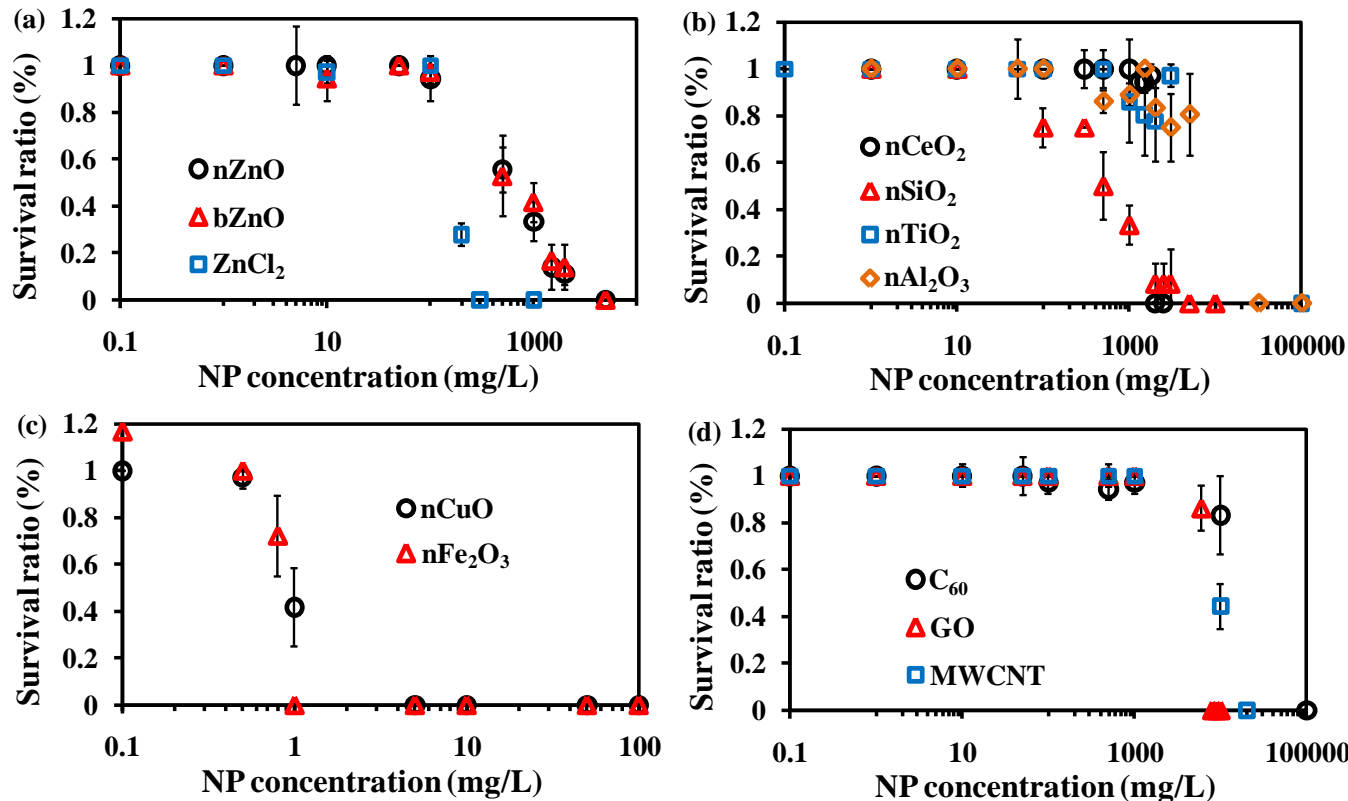 (a)
Survival ratio (%)
1.2
1
0.8
0.6
0.4
0.2
0
nZnO
bZnO
ZnCl₂
0.1 10 1000
NP concentration (mg/L)
(b)
Survival ratio (%)
1.2
1
0.8
0.6
0.4
0.2
0
nCeO₂
nSiO₂
nTiO₂
nAl₂O₃
0.1 10 1000 100000
NP concentration (mg/L)
(c)
Survival ratio (%)
1.2
1
0.8
0.6
0.4
0.2
0
nCuO
nFe₂O₃
0.1 1 10 100
NP concentration (mg/L)
(d)
Survival ratio (%)
1.2
1
0.8
0.6
0.4
0.2
0
C₆₀
GO
MWCNT
0.1 10 1000 100000
NP concentration (mg/L)